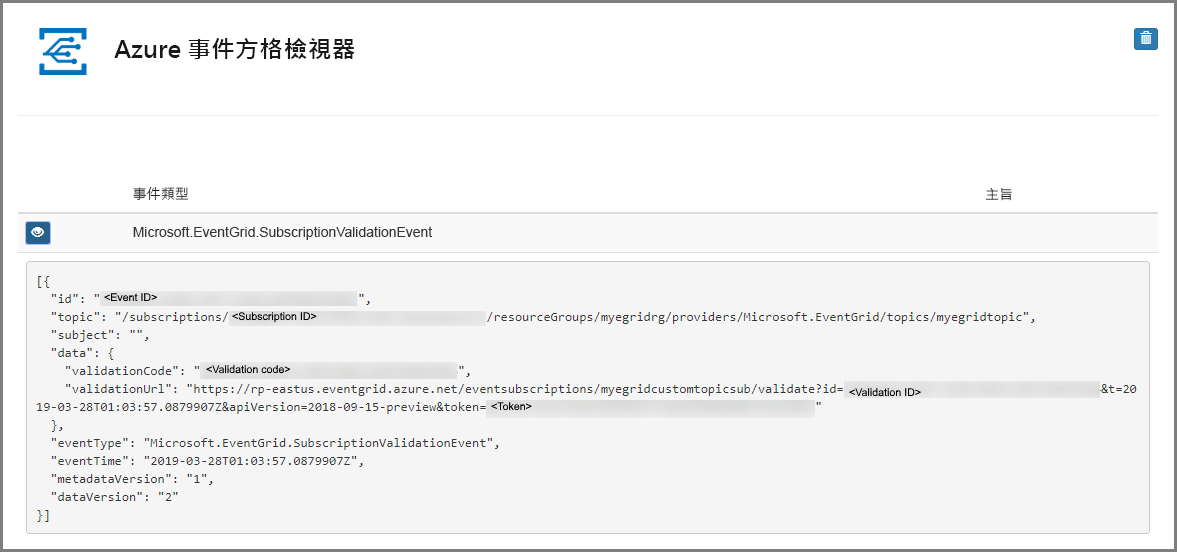 Azure 事件方格檢視器
事件類型 主旨
Microsoft.EventGrid.SubscriptionValidationEvent
[{
"id": "<Event ID>",
"topic": "/subscriptions/<Subscription ID>/resourceGroups/myegridrg/providers/Microsoft.EventGrid/topics/myegridtopic",
"subject": "",
"data": {
"validationCode": "<Validation code>",
"validationUrl": "https://rp-eastus.eventgrid.azure.net/eventsubscriptions/myegridcustomtopicsub/validate?id=<Validation ID>&t=20
19-03-28T01:03:57.0879907Z&apiVersion=2018-09-15-preview&token=<Token>"
},
"eventType": "Microsoft.EventGrid.SubscriptionValidationEvent",
"eventTime": "2019-03-28T01:03:57.0879907Z",
"metadataVersion": "1",
"dataVersion": "2"
}]